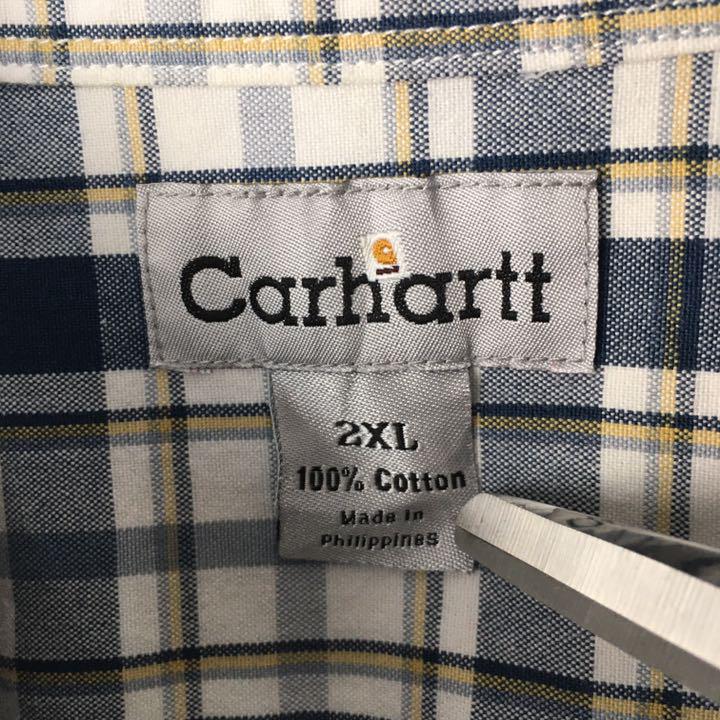 Carhartt
2XL
100% Cotton
Made in
Philippines